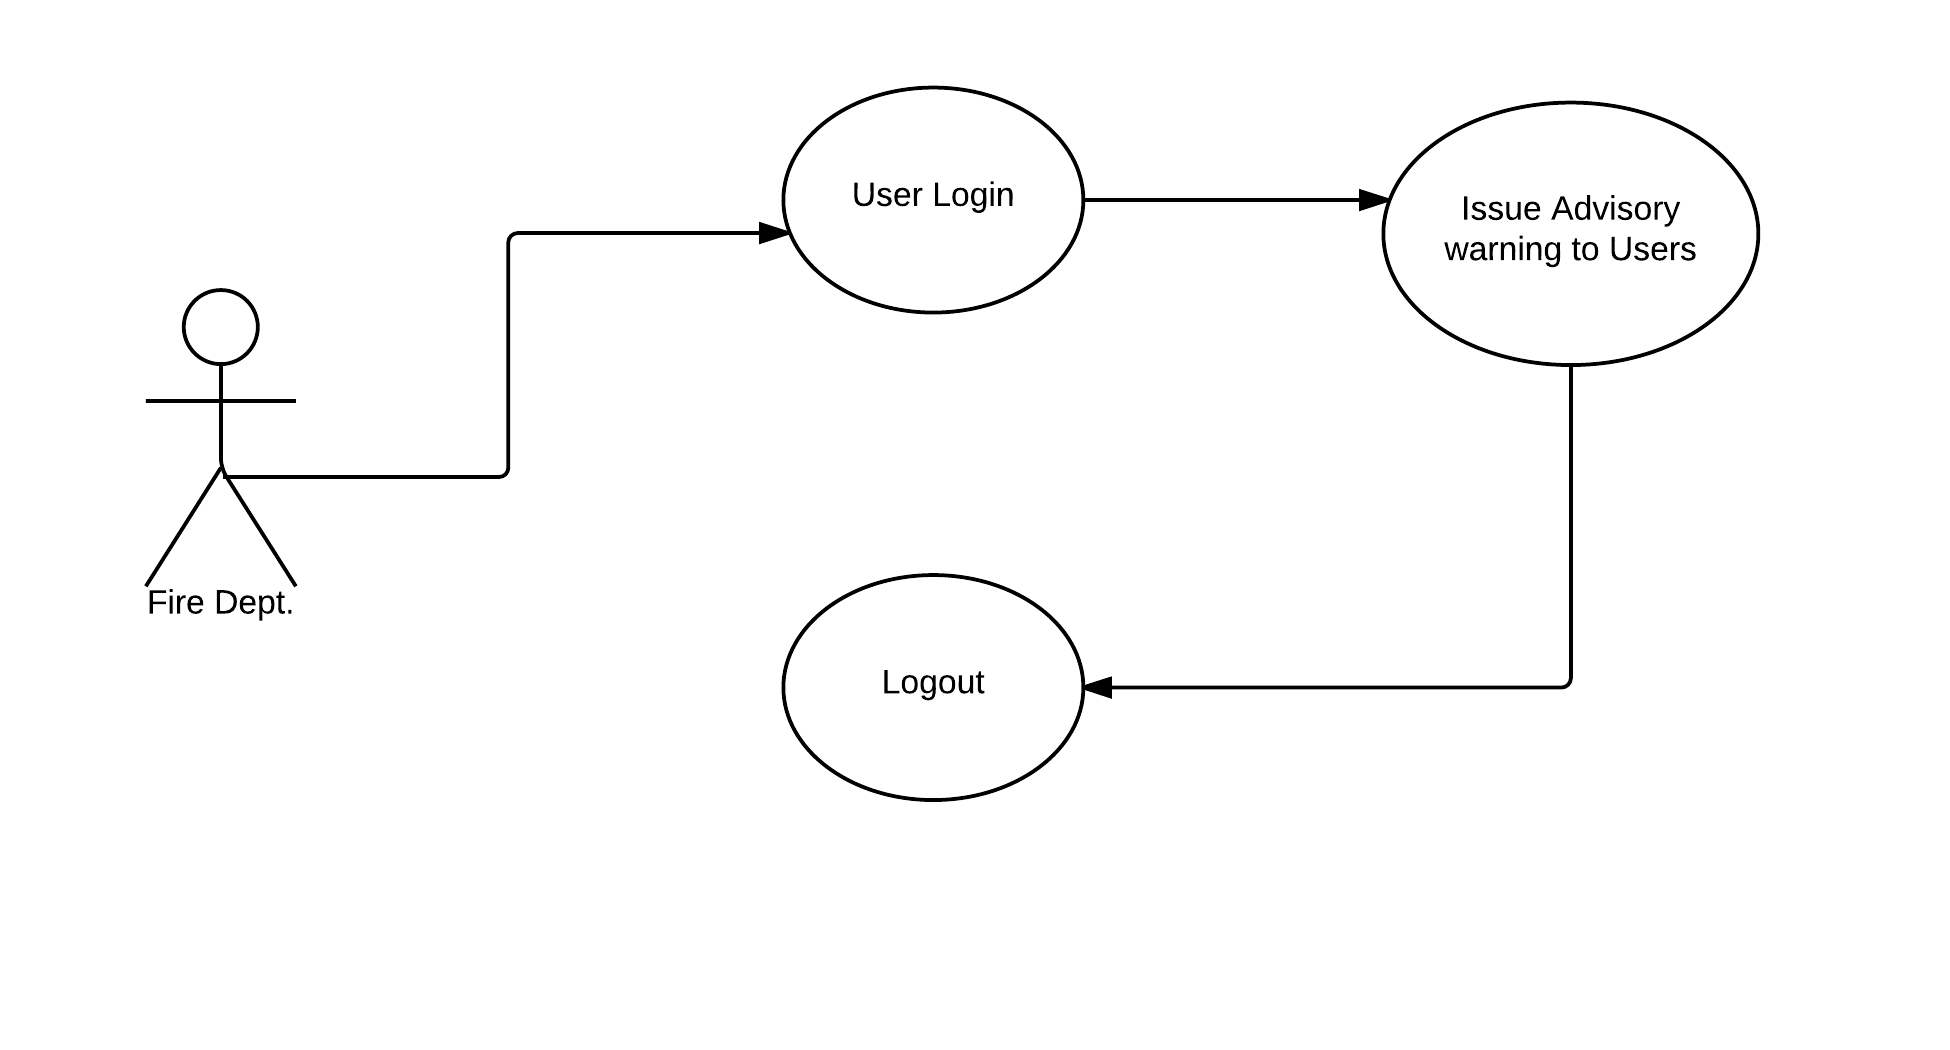 User Login
Issue Advisory
warning to Users
Fire Dept.
Logout